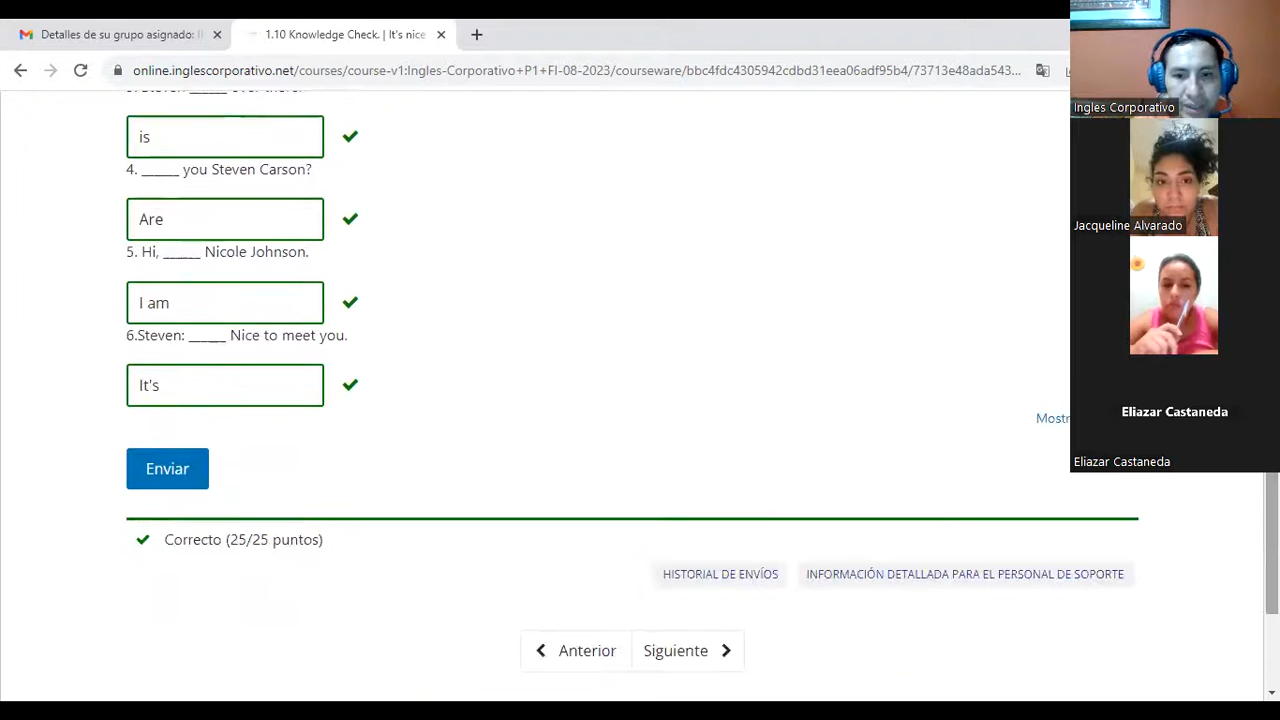 Detalles de su grupo asignado: I
1.10 Knowledge Check. | It's nice
online.inglescorporativo.net/courses/course-v1:Ingles-Corporativo+P1+FI-08-2023/courseware/bbc4fdc4305942cdbd31eea06adf95b4/73713e48ada543...
is
4. ______ you Steven Carson?
Are
5. Hi, ______ Nicole Johnson.
I am
6.Steven: ______ Nice to meet you.
It's
Mostr
Enviar
Correcto (25/25 puntos)
HISTORIAL DE ENVÍOS
INFORMACIÓN DETALLADA PARA EL PERSONAL DE SOPORTE
Anterior
Siguiente
Ingles Corporativo
Jacqueline Alvarado
Eliazar Castaneda
Eliazar Castaneda